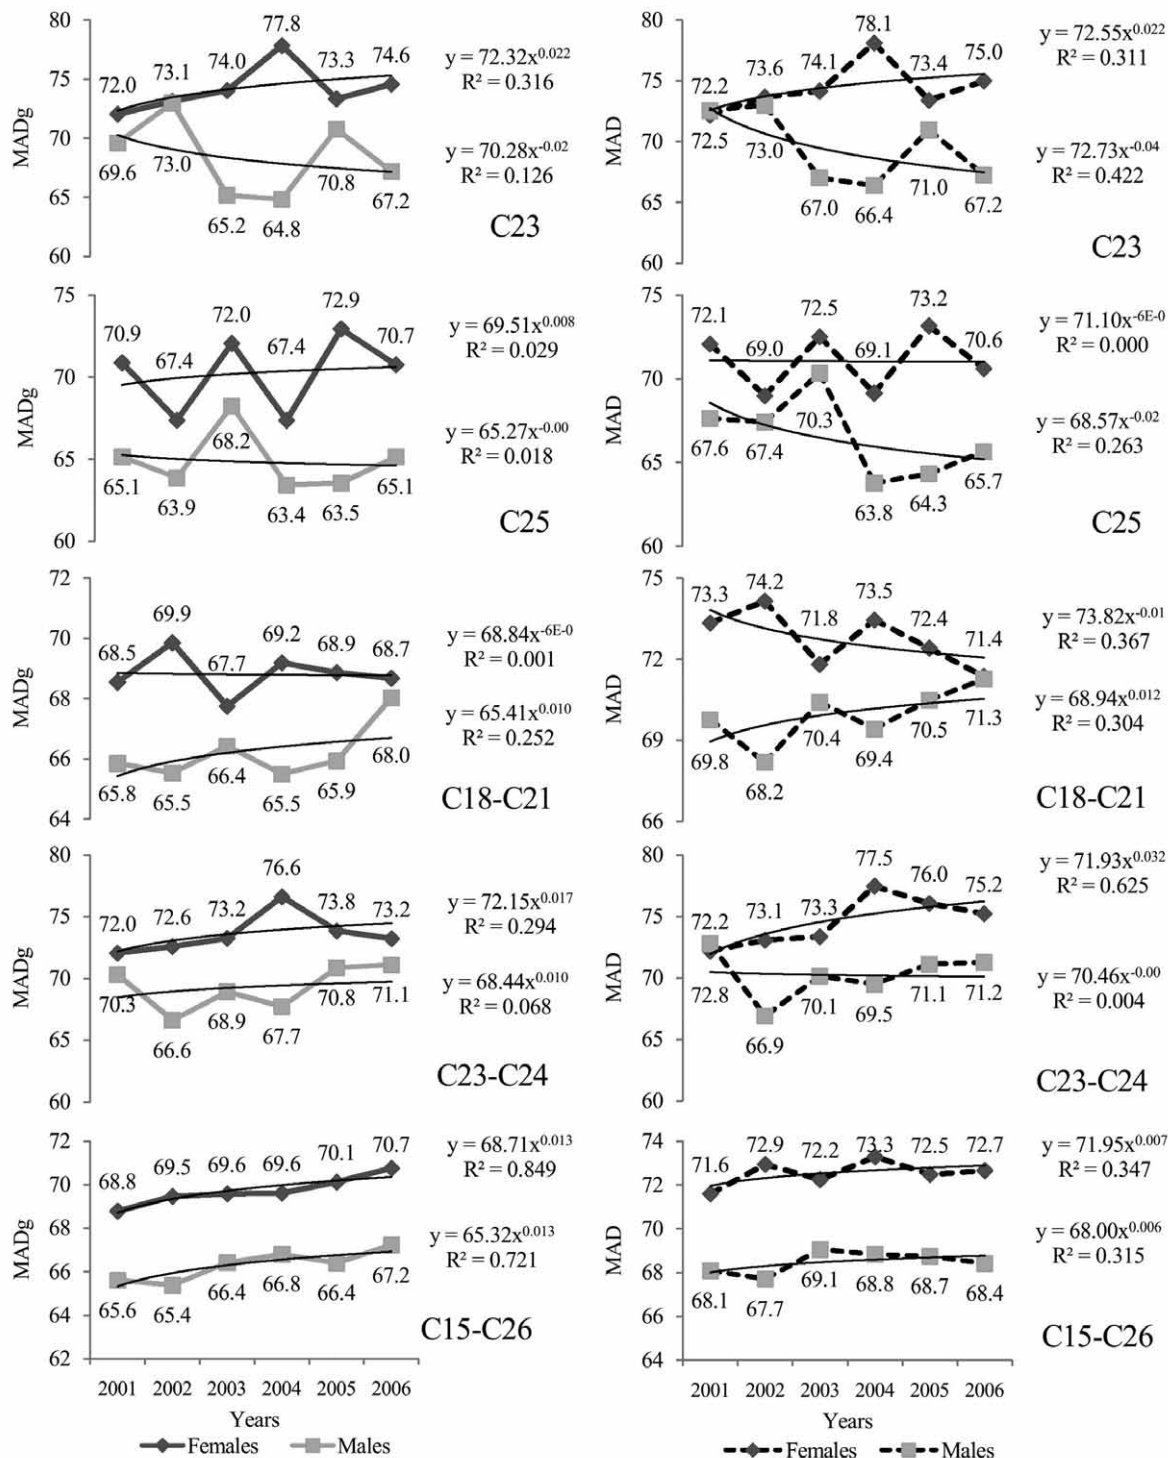 80
75
70
65
60
MADg
72.0
73.1
74.0
77.8
73.3
74.6
69.6
73.0
65.2
64.8
70.8
67.2
y = 72.32x^0.022
R² = 0.316
y = 70.28x^-0.02
R² = 0.126
C23
80
75
70
65
60
MAD
72.2
73.6
74.1
78.1
73.4
75.0
72.5
73.0
67.0
66.4
71.0
67.2
y = 72.55x^0.022
R² = 0.311
y = 72.73x^-0.04
R² = 0.422
C23
75
70
65
60
MADg
70.9
67.4
72.0
67.4
72.9
70.7
65.1
63.9
68.2
63.4
63.5
65.1
y = 69.51x^0.008
R² = 0.029
y = 65.27x^-0.00
R² = 0.018
C25
75
70
65
60
MAD
72.1
69.0
72.5
69.1
73.2
70.6
67.6
67.4
70.3
63.8
64.3
65.7
y = 71.10x^-6E-0
R² = 0.000
y = 68.57x^-0.02
R² = 0.263
C25
72
70
68
66
64
MADg
68.5
69.9
67.7
69.2
68.9
68.7
65.8
65.5
66.4
65.5
65.9
68.0
y = 68.84x^-6E-0
R² = 0.001
y = 65.41x^0.010
R² = 0.252
C18-C21
75
72
69
66
MAD
73.3
74.2
71.8
73.5
72.4
71.4
69.8
68.2
70.4
69.4
70.5
71.3
y = 73.82x^-0.01
R² = 0.367
y = 68.94x^0.012
R² = 0.304
C18-C21
80
75
70
65
60
MADg
72.0
72.6
73.2
76.6
73.8
73.2
70.3
66.6
68.9
67.7
70.8
71.1
y = 72.15x^0.017
R² = 0.294
y = 68.44x^0.010
R² = 0.068
C23-C24
80
75
70
65
60
MAD
72.2
73.1
73.3
77.5
76.0
75.2
72.8
66.9
70.1
69.5
71.1
71.2
y = 71.93x^0.032
R² = 0.625
y = 70.46x^-0.00
R² = 0.004
C23-C24
72
70
68
66
64
62
MADg
68.8
69.5
69.6
69.6
70.1
70.7
65.6
65.4
66.4
66.8
66.4
67.2
y = 68.71x^0.013
R² = 0.849
y = 65.32x^0.013
R² = 0.721
C15-C26
2001 2002 2003 2004 2005 2006
Years
Females Males
74
72
70
68
66
64
MAD
71.6
72.9
72.2
73.3
72.5
72.7
68.1
67.7
69.1
68.8
68.7
68.4
y = 71.95x^0.007
R² = 0.347
y = 68.00x^0.006
R² = 0.315
C15-C26
2001 2002 2003 2004 2005 2006
Years
Females Males